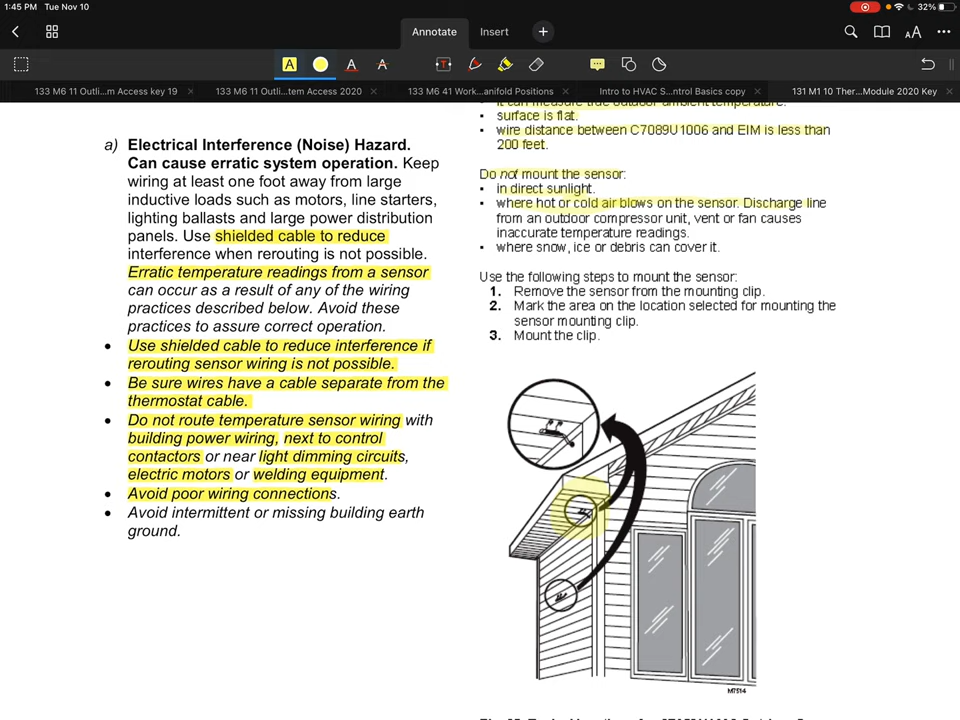 1:45 PM Tue Nov 10
32%
Annotate
Insert
133 M6 11 Outli...m Access key 19
133 M6 11 Outli...tem Access 2020
133 M6 41 Work...anifold Positions
Intro to HVAC S...ntrol Basics copy
131 M1 10 Ther...Module 2020 Key
a) Electrical Interference (Noise) Hazard.
Can cause erratic system operation. Keep
wiring at least one foot away from large
inductive loads such as motors, line starters,
lighting ballasts and large power distribution
panels. Use shielded cable to reduce
interference when rerouting is not possible.
Erratic temperature readings from a sensor
can occur as a result of any of the wiring
practices described below. Avoid these
practices to assure correct operation.
• Use shielded cable to reduce interference if
rerouting sensor wiring is not possible.
• Be sure wires have a cable separate from the
thermostat cable.
• Do not route temperature sensor wiring with
building power wiring, next to control
contactors or near light dimming circuits,
electric motors or welding equipment.
• Avoid poor wiring connections.
• Avoid intermittent or missing building earth
ground.
• it can measure true outdoor ambient temperature.
• surface is flat.
• wire distance between C7089U1006 and EIM is less than
200 feet.
Do not mount the sensor:
• in direct sunlight.
• where hot or cold air blows on the sensor. Discharge line
from an outdoor compressor unit, vent or fan causes
inaccurate temperature readings.
• where snow, ice or debris can cover it.
Use the following steps to mount the sensor:
1. Remove the sensor from the mounting clip.
2. Mark the area on the location selected for mounting the
sensor mounting clip.
3. Mount the clip.
M7514